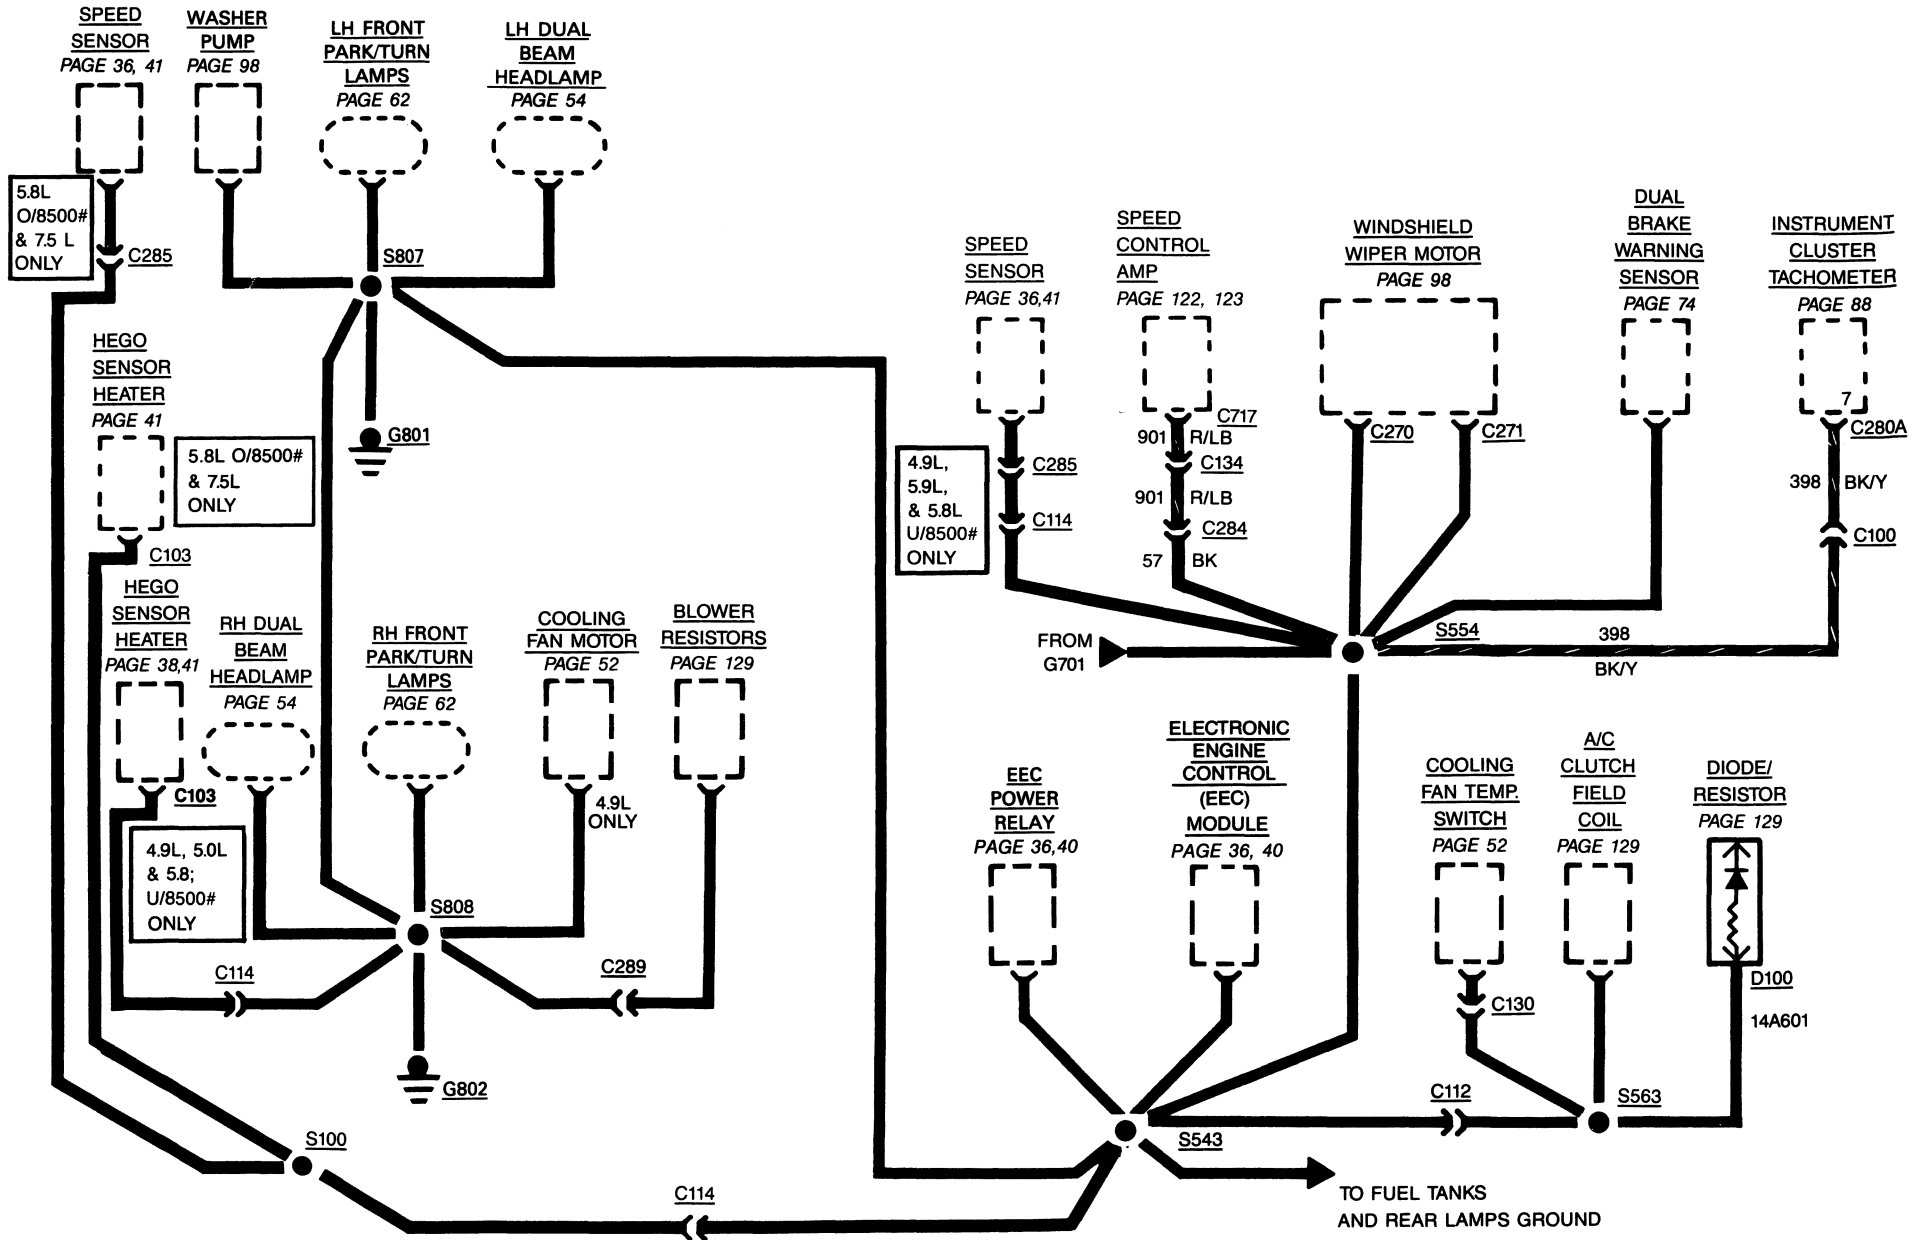 SPEED
SENSOR
PAGE 36, 41
WASHER
PUMP
PAGE 98
LH FRONT
PARK/TURN
LAMPS
PAGE 62
LH DUAL
BEAM
HEADLAMP
PAGE 54
5.8L
O/8500#
& 7.5 L
ONLY
C285
S807
G801
HEGO
SENSOR
HEATER
PAGE 41
5.8L O/8500#
& 7.5L
ONLY
C103
HEGO
SENSOR
HEATER
PAGE 38,41
RH DUAL
BEAM
HEADLAMP
PAGE 54
RH FRONT
PARK/TURN
LAMPS
PAGE 62
COOLING
FAN MOTOR
PAGE 52
BLOWER
RESISTORS
PAGE 129
C103
4.9L
ONLY
4.9L, 5.0L
& 5.8;
U/8500#
ONLY
S808
C114
C289
G802
S100
C114
SPEED
SENSOR
PAGE 36,41
SPEED
CONTROL
AMP
PAGE 122, 123
WINDSHIELD
WIPER MOTOR
PAGE 98
DUAL
BRAKE
WARNING
SENSOR
PAGE 74
INSTRUMENT
CLUSTER
TACHOMETER
PAGE 88
7
C717
901 R/LB
C134
901 R/LB
C284
57 BK
C270
C271
C280A
398 BK/Y
C100
4.9L,
5.9L,
& 5.8L
U/8500#
ONLY
C285
C114
FROM
G701
S554
398
BK/Y
EEC
POWER
RELAY
PAGE 36,40
ELECTRONIC
ENGINE
CONTROL
(EEC)
MODULE
PAGE 36, 40
COOLING
FAN TEMP.
SWITCH
PAGE 52
A/C
CLUTCH
FIELD
COIL
PAGE 129
DIODE/
RESISTOR
PAGE 129
D100
14A601
C130
C112
S563
S543
TO FUEL TANKS
AND REAR LAMPS GROUND